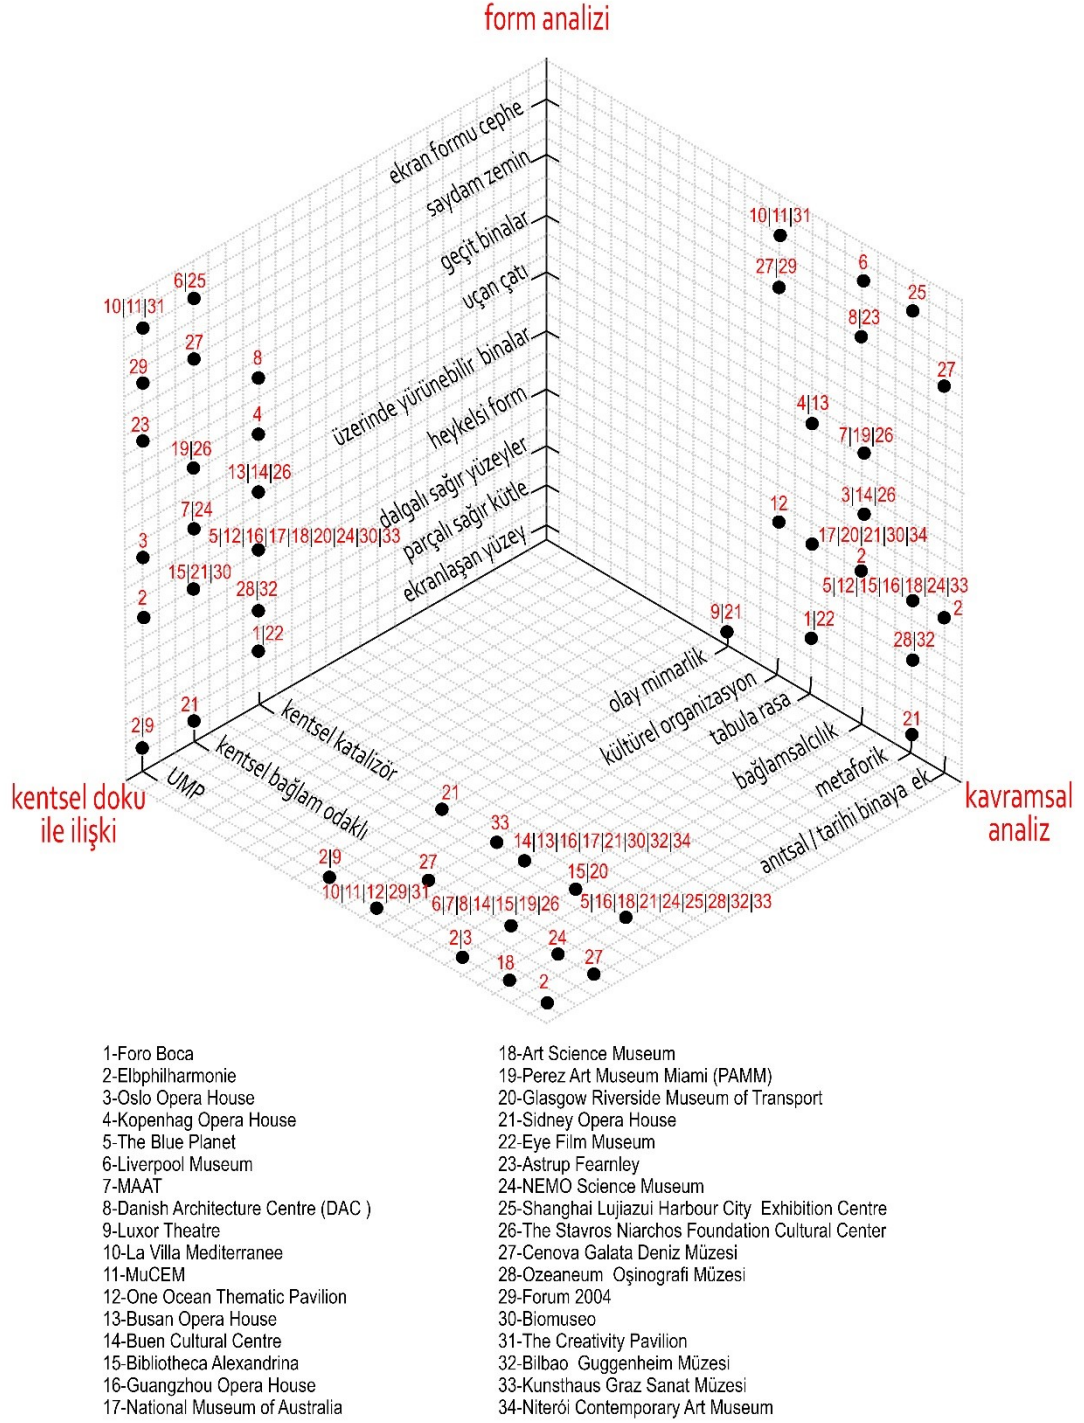 form analizi
ekran formu cephe
saydam zemin
geçit binalar
uçan çatı
üzerinde yürünebilir binalar
heykelsi form
dalgalı sağır yüzeyler
parçalı sağır kütle
ekranlaşan yüzey
10|11|31
6|25
27
29
8
23
4
19|26
13|14|26
7|24
5|12|16|17|18|20|24|30|33
3
15|21|30
28|32
2
1|22
21
2|9
10|11|31
27|29
6
25
8|23
27
4|13
7|19|26
3|14|26
12
17|20|21|30|34
2
5|12|15|16|18|24|33
2
9|21
1|22
28|32
21
olay mimarlık
kültürel organizasyon
tabula rasa
bağlamsalcılık
metaforik
anıtsal / tarihi binaya ek
kentsel katalizör
kentsel bağlam odaklı
UMP
kentsel doku
ile ilişki
kavramsal
analiz
21
33
14|13|16|17|21|30|32|34
2|9
27
15|20
10|11|12|29|31
6|7|8|14|15|19|26
5|16|18|21|24|25|28|32|33
2|3
24
18
27
2
1-Foro Boca
2-Elbphilharmonie
3-Oslo Opera House
4-Kopenhag Opera House
5-The Blue Planet
6-Liverpool Museum
7-MAAT
8-Danish Architecture Centre (DAC )
9-Luxor Theatre
10-La Villa Mediterranee
11-MuCEM
12-One Ocean Thematic Pavilion
13-Busan Opera House
14-Buen Cultural Centre
15-Bibliotheca Alexandrina
16-Guangzhou Opera House
17-National Museum of Australia
18-Art Science Museum
19-Perez Art Museum Miami (PAMM)
20-Glasgow Riverside Museum of Transport
21-Sidney Opera House
22-Eye Film Museum
23-Astrup Fearnley
24-NEMO Science Museum
25-Shanghai Lujiazui Harbour City Exhibition Centre
26-The Stavros Niarchos Foundation Cultural Center
27-Cenova Galata Deniz Müzesi
28-Ozeaneum Oşinografi Müzesi
29-Forum 2004
30-Biomuseo
31-The Creativity Pavilion
32-Bilbao Guggenheim Müzesi
33-Kunsthaus Graz Sanat Müzesi
34-Niterói Contemporary Art Museum